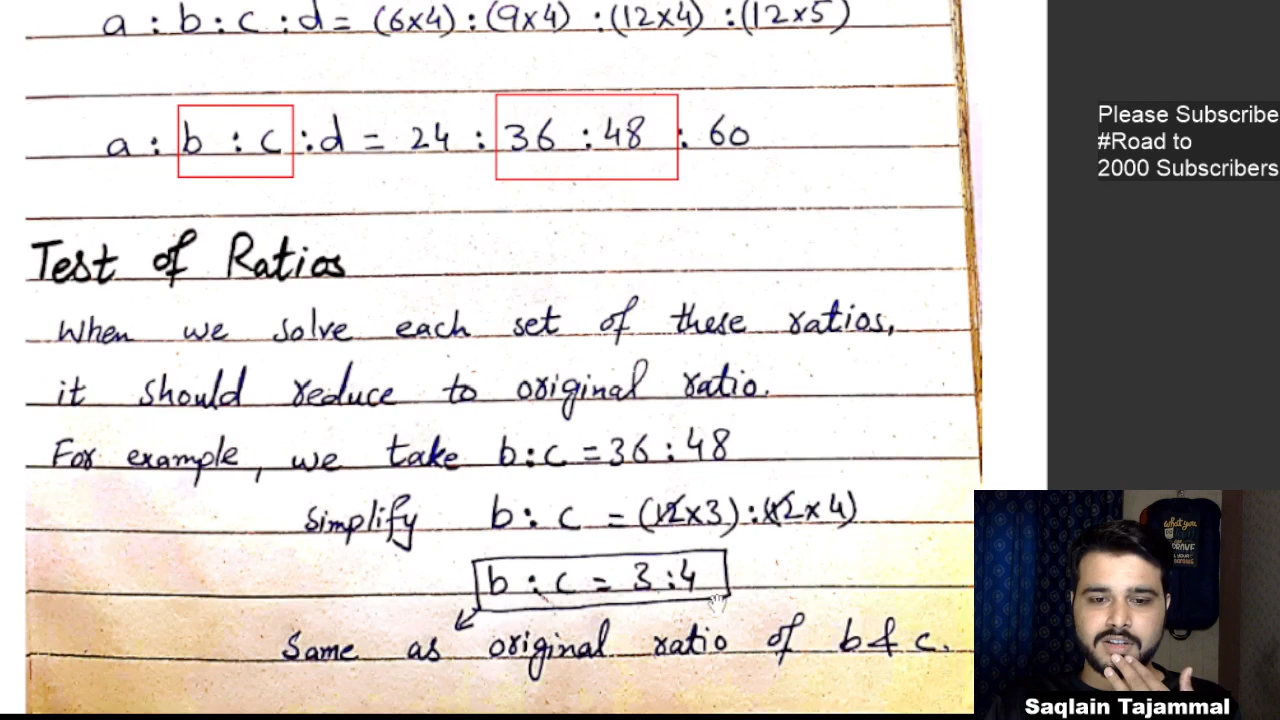 a : b : c : d = (6x4) : (9x4) : (12x4) : (12x5)
a : b : c : d = 24 : 36 : 48 : 60
Test of Ratios
When we solve each set of these ratios,
it should reduce to original ratio.
For example, we take b:c = 36 : 48
Simplify b : c = (12x3) : (12x4)
b : c = 3 : 4
Same as original ratio of b & c.
Please Subscribe
#Road to
2000 Subscribers
Saqlain Tajammal